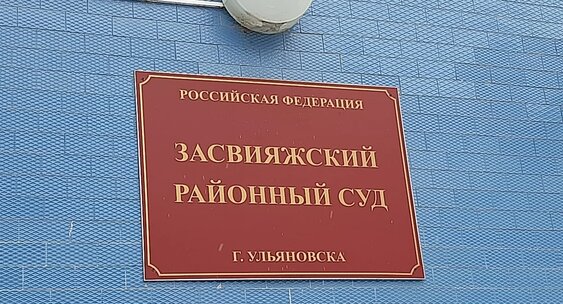 РОССИЙСКАЯ ФЕДЕРАЦИЯ
ЗАСВИЯЖСКИЙ
РАЙОННЫЙ СУД
Г. УЛЬЯНОВСКА